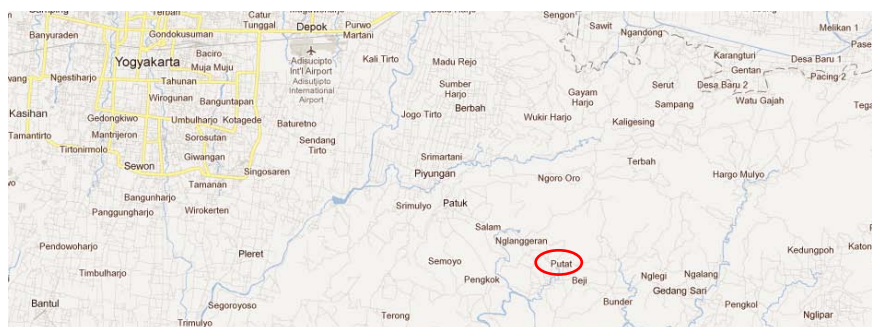 Catur
Tunggal
Depok
Purwo
Martani
Sengon
Sawit
Ngandong
Melikan 1
Banyuraden
Gondokusuman
Yogyakarta
Baciro
Muja Muju
Adisucipto
Int'l Airport
Adisutjipto
International
Airport
Kali Tirto
Madu Rejo
Karangturi
Gentan
Desa Baru 1
Desa Baru 2
Pacing 2
Ngestiharjo
Tahunan
Sumber
Harjo
Gayam
Harjo
Serut
Sampang
Watu Gajah
Wirogunan
Banguntapan
Kasihan
Gedongkiwo
Umbulharjo
Kotagede
Baturetno
Jogo Tirto
Berbah
Wukir Harjo
Kaligesing
Tamantirto
Mantrijeron
Sorosutan
Sendang
Tirto
Tirtonirmolo
Sewon
Giwangan
Singosaren
Srimartani
Piyungan
Terbah
Tamanan
Ngoro Oro
Hargo Mulyo
Bangunharjo
Panggungharjo
Wirokerten
Srimulyo
Patuk
Salam
Nglanggeran
Pendowoharjo
Pleret
Semoyo
Putat
Kedungpoh
Timbulharjo
Pengkok
Beji
Nglegi
Ngalang
Gedang Sari
Bantul
Segoroyoso
Trimulyo
Terong
Bunder
Pengkol
Nglipar